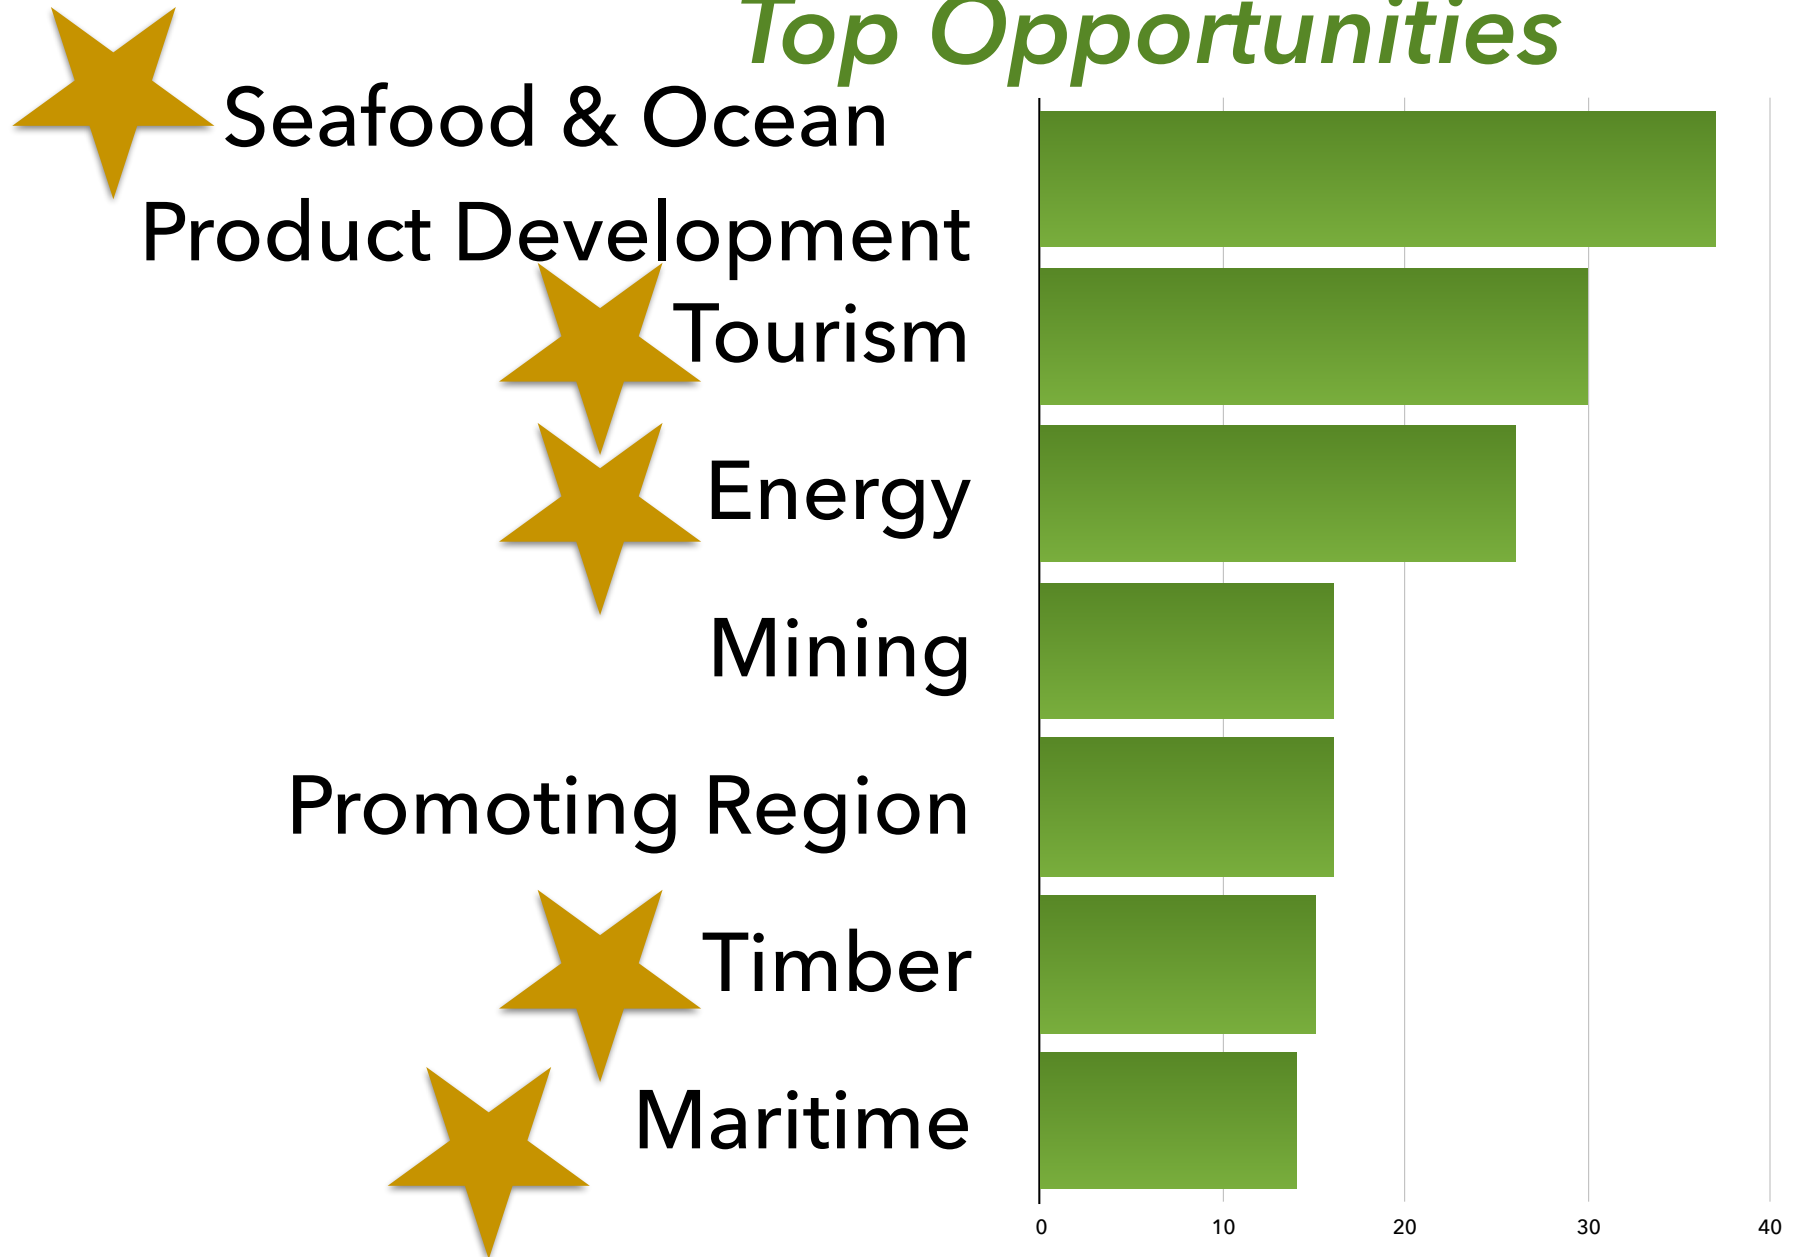 Top Opportunities
Seafood & Ocean
Product Development
Tourism
Energy
Mining
Promoting Region
Timber
Maritime
0 10 20 30 40